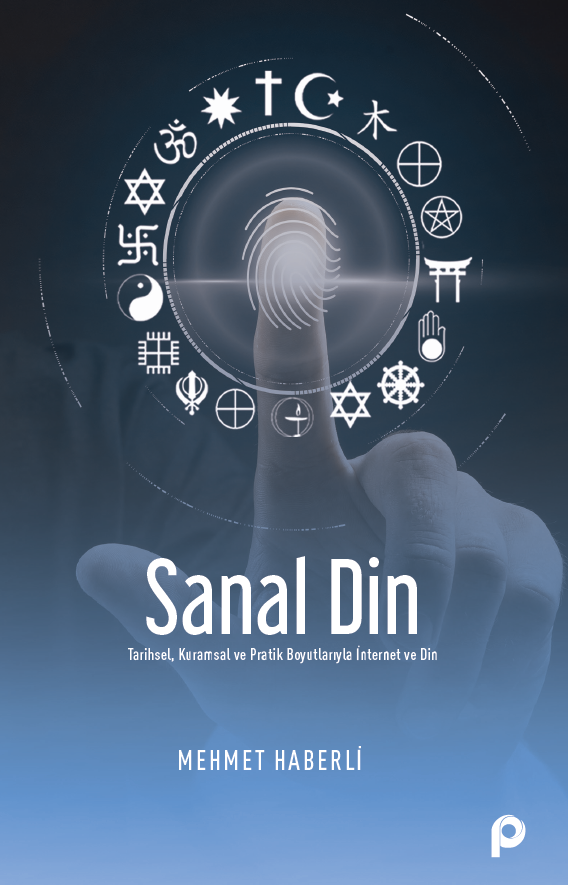 Sanal Din
Tarihsel, Kuramsal ve Pratik Boyutlarıyla İnternet ve Din
MEHMET HABERLİ